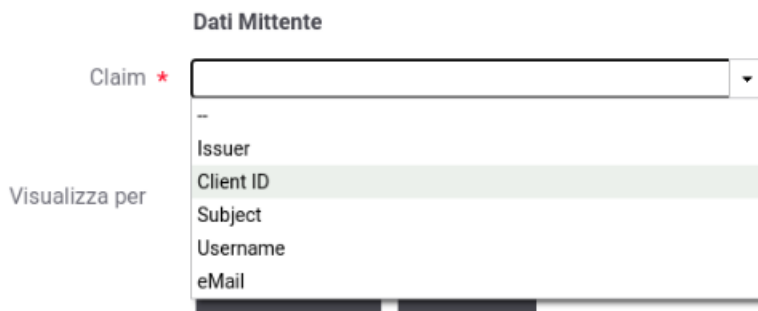 Dati Mittente
Claim *
--
Issuer
Client ID
Visualizza per
Subject
Username
eMail